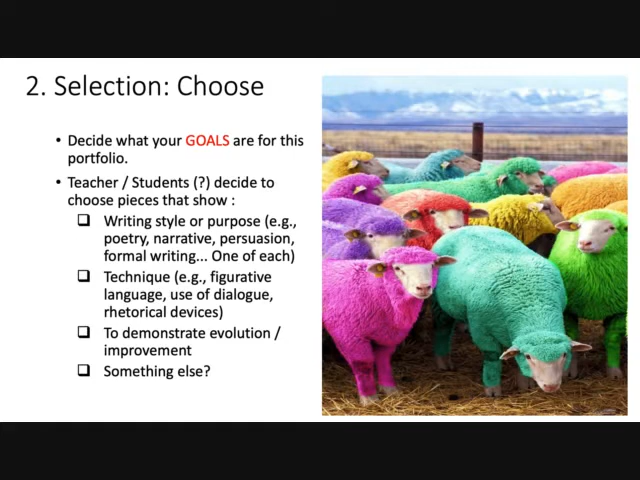 2. Selection: Choose
• Decide what your GOALS are for this
portfolio.
• Teacher / Students (?) decide to
choose pieces that show :
❑ Writing style or purpose (e.g.,
poetry, narrative, persuasion,
formal writing... One of each)
❑ Technique (e.g., figurative
language, use of dialogue,
rhetorical devices)
❑ To demonstrate evolution /
improvement
❑ Something else?